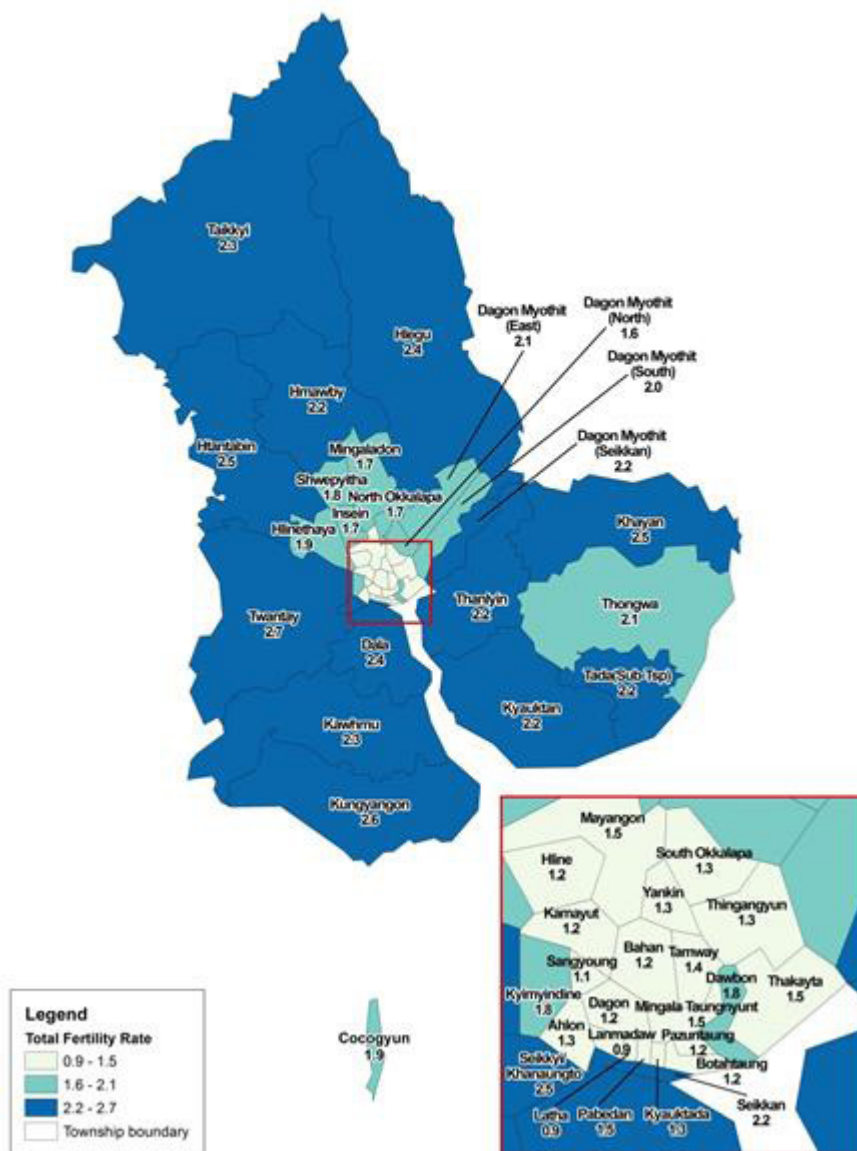 Taikkyi
2.3
Hlegu
2.4
Dagon Myothit
(East)
2.1
Dagon Myothit
(North)
1.6
Dagon Myothit
(South)
2.0
Dagon Myothit
(Seikkan)
2.2
Hmawby
2.2
Htantabin
2.5
Mingaladon
1.7
Shwepyitha
1.8
North Okkalapa
1.7
Insein
1.7
Hlinethaya
1.9
Khayan
2.5
Thongwa
2.1
Thanlyin
2.2
Twantay
2.7
Dala
2.4
Tada(Sub-Tsp)
2.2
Kyauktan
2.2
Kawhmu
2.3
Kungyangon
2.6
Cocogyun
1.9
Legend
Total Fertility Rate
0.9 - 1.5
1.6 - 2.1
2.2 - 2.7
Township boundary
Mayangon
1.5
South Okkalapa
1.3
Hline
1.2
Yankin
1.3
Thingangyun
1.3
Kamayut
1.2
Bahan
1.2
Tamway
1.4
Sangyoung
1.1
Dawbon
1.8
Thakayta
1.5
Kyimyindine
1.8
Dagon
1.2
Mingala Taungnyunt
1.5
Ahlon
1.3
Lanmadaw
0.9
Pazuntaung
1.2
Botahtaung
1.2
Seikkyi/
Khanaungto
2.5
Latha
0.9
Pabedan
1.5
Kyauktada
1.3
Seikkan
2.2